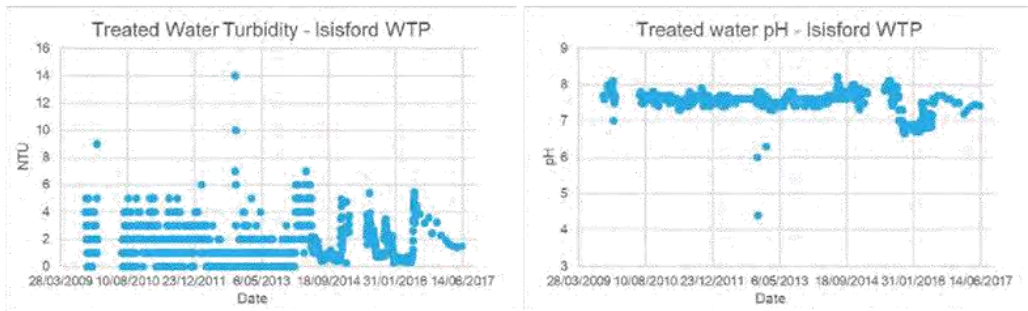 Treated Water Turbidity - Isisford WTP
16
14
12
10
8
6
4
2
0
NTU
28/03/2009 10/08/2010 23/12/2011 6/05/2013 18/09/2014 31/01/2016 14/06/2017
Date
Treated water pH - Isisford WTP
9
8
7
6
5
4
3
pH
28/03/2009 10/08/2010 23/12/2011 6/05/2013 18/09/2014 31/01/2016 14/06/2017
Date